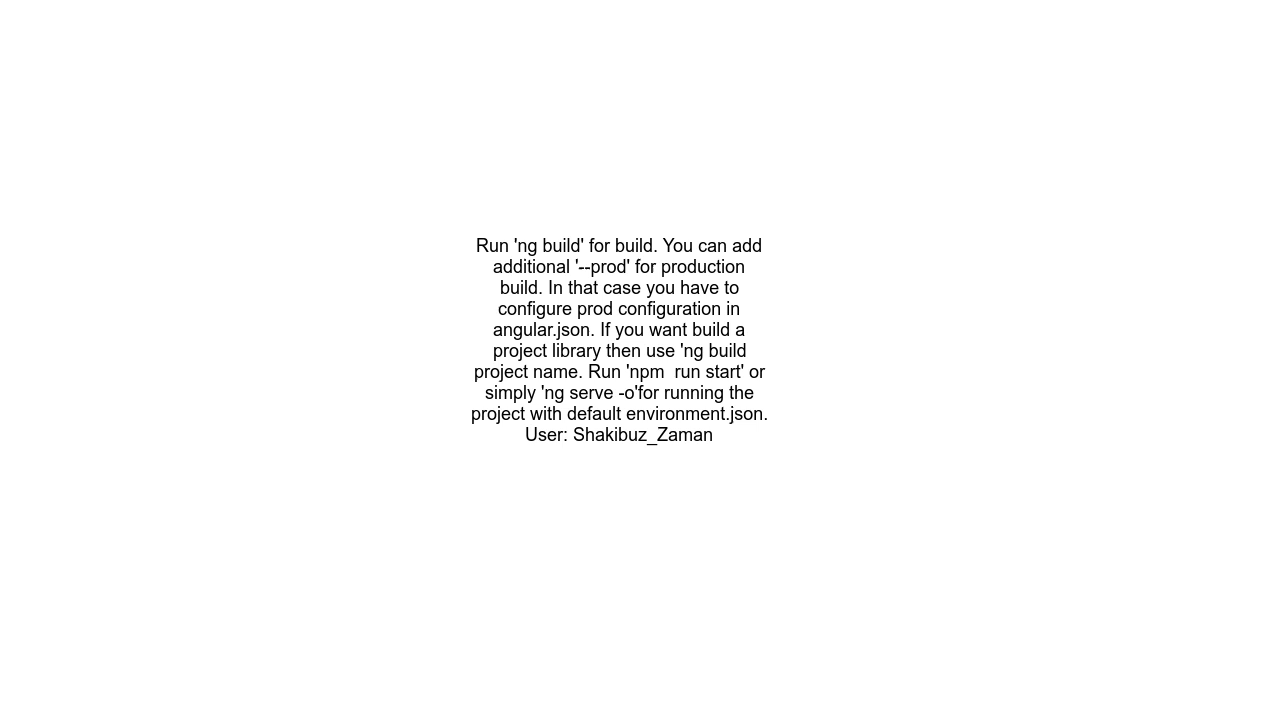 Run 'ng build' for build. You can add
additional '--prod' for production
build. In that case you have to
configure prod configuration in
angular.json. If you want build a
project library then use 'ng build
project name. Run 'npm  run start' or
simply 'ng serve -o'for running the
project with default environment.json.
User: Shakibuz_Zaman